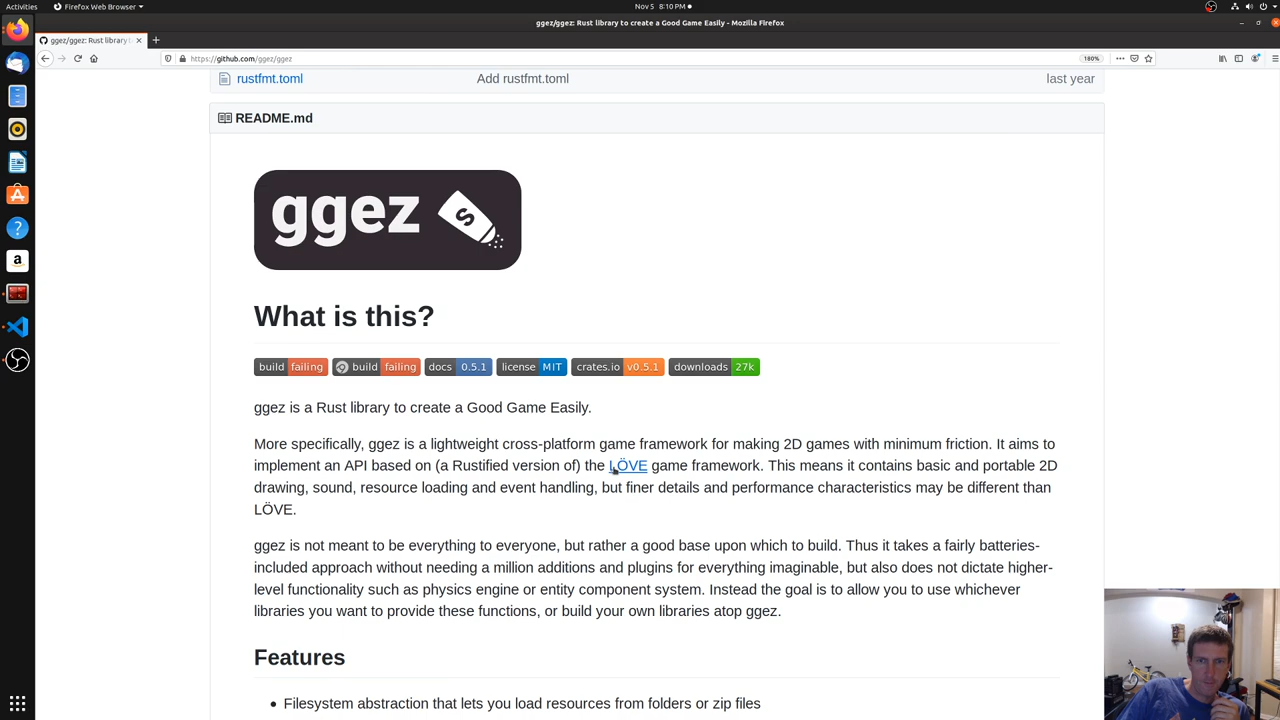 Activities
Firefox Web Browser
Nov 5 8:10 PM
ggez/ggez: Rust library to create a Good Game Easily - Mozilla Firefox
ggez/ggez: Rust library
https://github.com/ggez/ggez
180%
rustfmt.toml Add rustfmt.toml last year
README.md
ggez
S
What is this?
build failing build failing docs 0.5.1 license MIT crates.io v0.5.1 downloads 27k
ggez is a Rust library to create a Good Game Easily.
More specifically, ggez is a lightweight cross-platform game framework for making 2D games with minimum friction. It aims to
implement an API based on (a Rustified version of) the LÖVE game framework. This means it contains basic and portable 2D
drawing, sound, resource loading and event handling, but finer details and performance characteristics may be different than
LÖVE.
ggez is not meant to be everything to everyone, but rather a good base upon which to build. Thus it takes a fairly batteries-
included approach without needing a million additions and plugins for everything imaginable, but also does not dictate higher-
level functionality such as physics engine or entity component system. Instead the goal is to allow you to use whichever
libraries you want to provide these functions, or build your own libraries atop ggez.
Features
• Filesystem abstraction that lets you load resources from folders or zip files